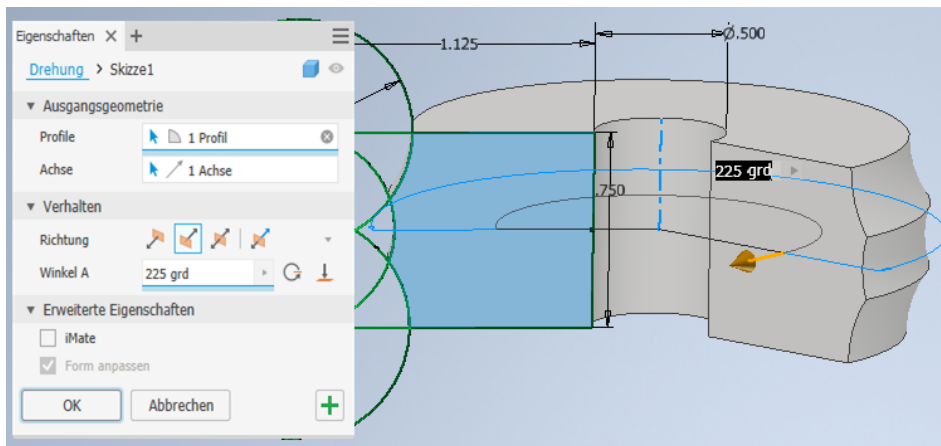 Eigenschaften × +
Drehung > Skizze1
Ausgangsgeometrie
Profile 1 Profil
Achse 1 Achse
Verhalten
Richtung
Winkel A 225 grd
Erweiterte Eigenschaften
iMate
Form anpassen
OK Abbrechen +
1.125
Ø.500
225 grd
.750